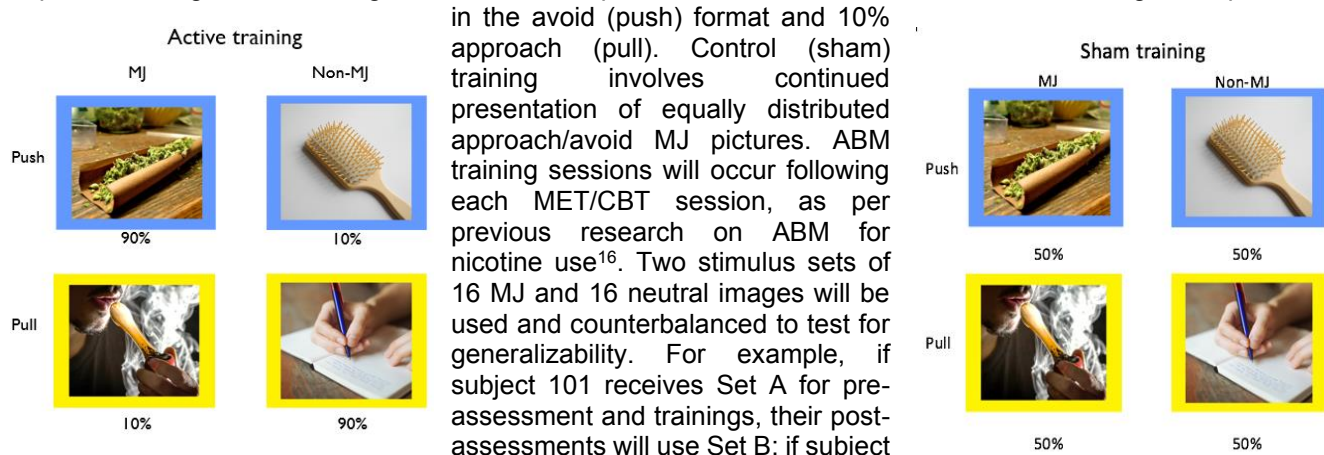 Active training
MJ
Non-MJ
Push
90%
10%
Pull
10%
90%
in the avoid (push) format and 10%
approach (pull). Control (sham)
training involves continued
presentation of equally distributed
approach/avoid MJ pictures. ABM
training sessions will occur following
each MET/CBT session, as per
previous research on ABM for
nicotine use16. Two stimulus sets of
16 MJ and 16 neutral images will be
used and counterbalanced to test for
generalizability. For example, if
subject 101 receives Set A for pre-
assessment and trainings, their post-
assessments will use Set B; if subject
Sham training
MJ
Non-MJ
Push
50%
50%
Pull
50%
50%